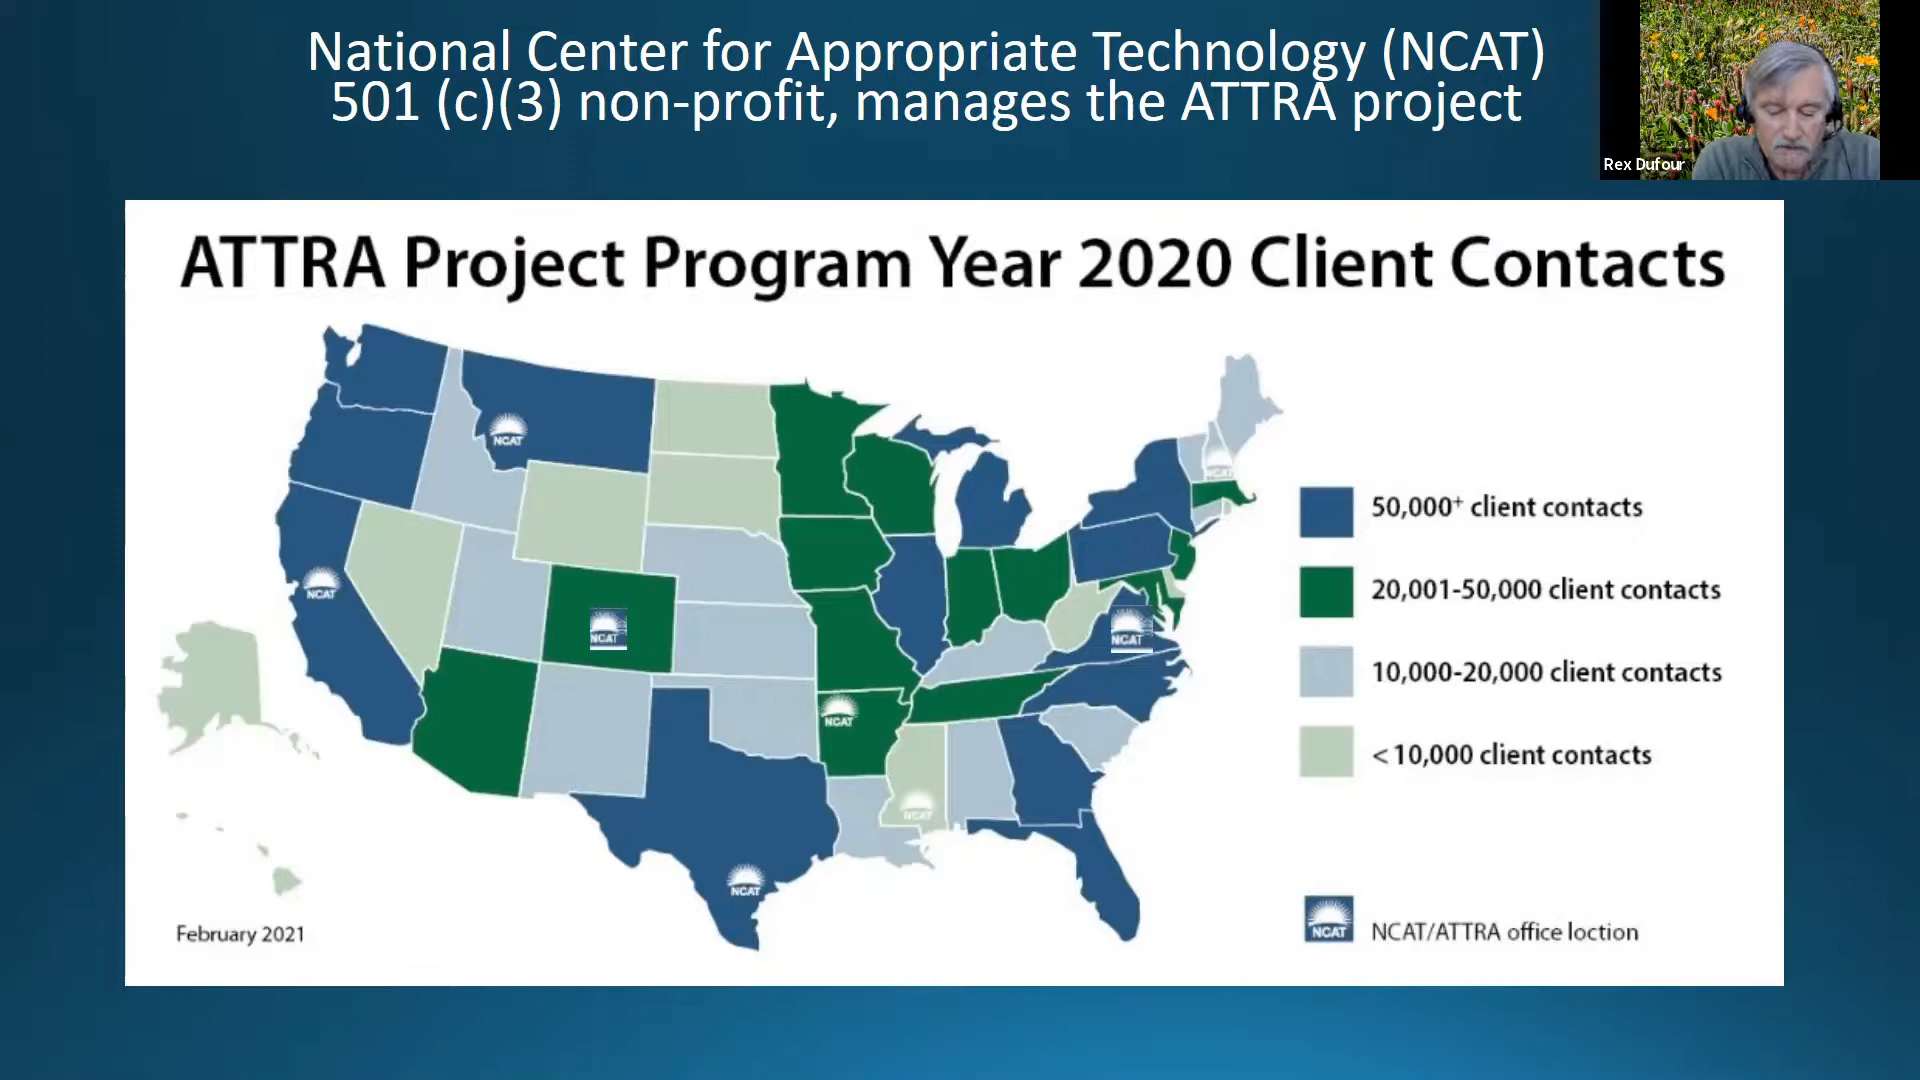 National Center for Appropriate Technology (NCAT)
501 (c)(3) non-profit, manages the ATTRA project
Rex Dufour
ATTRA Project Program Year 2020 Client Contacts
NCAT
NCAT
NCAT
NCAT
NCAT
NCAT
NCAT
NCAT
50,000+ client contacts
20,001-50,000 client contacts
10,000-20,000 client contacts
< 10,000 client contacts
February 2021
NCAT
NCAT/ATTRA office loction